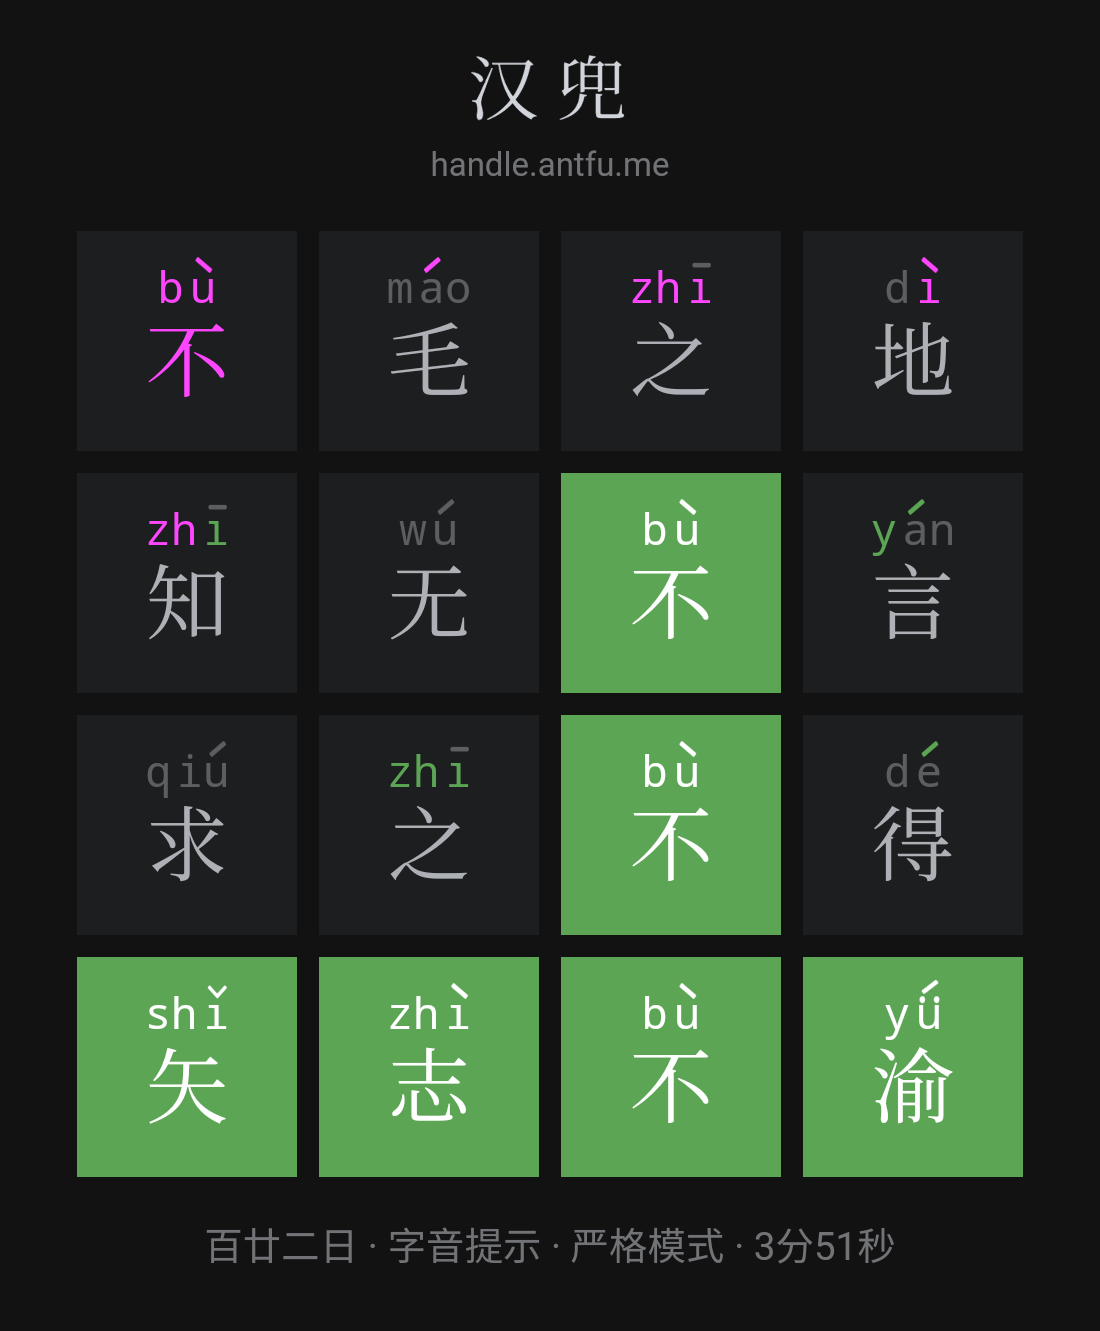 汉兜
handle.antfu.me
bù máo zhī dì
不 毛 之 地
zhī wú bù yán
知 无 不 言
qiú zhī bù dé
求 之 不 得
shǐ zhì bù yǘ
矢 志 不 渝
百廿二日 · 字音提示 · 严格模式 · 3分51秒